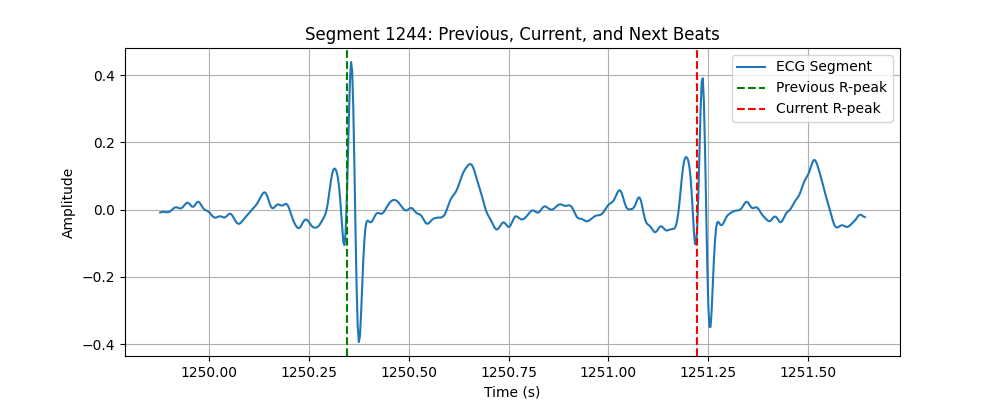 Segment 1244: Previous, Current, and Next Beats
ECG Segment
Previous R-peak
Current R-peak
Amplitude
0.4
0.2
0.0
−0.2
−0.4
1250.00 1250.25 1250.50 1250.75 1251.00 1251.25 1251.50
Time (s)